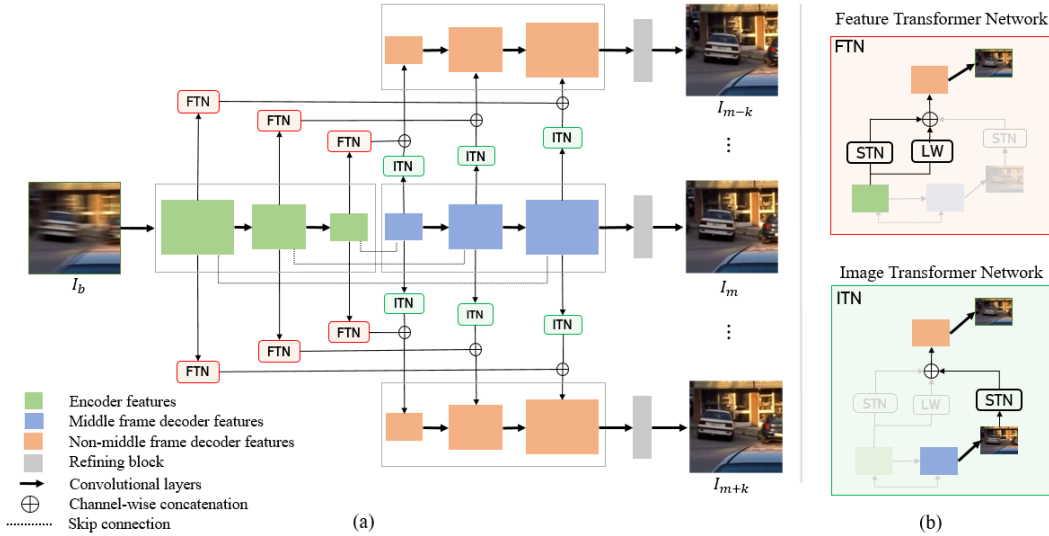 FTN
FTN
FTN
ITN
ITN
ITN
I_{m-k}
⋮
I_b
I_m
ITN
ITN
ITN
FTN
FTN
FTN
⋮
I_{m+k}
Encoder features
Middle frame decoder features
Non-middle frame decoder features
Refining block
Convolutional layers
Channel-wise concatenation
Skip connection
(a)
Feature Transformer Network
FTN
STN
LW
STN
Image Transformer Network
ITN
STN
LW
STN
(b)